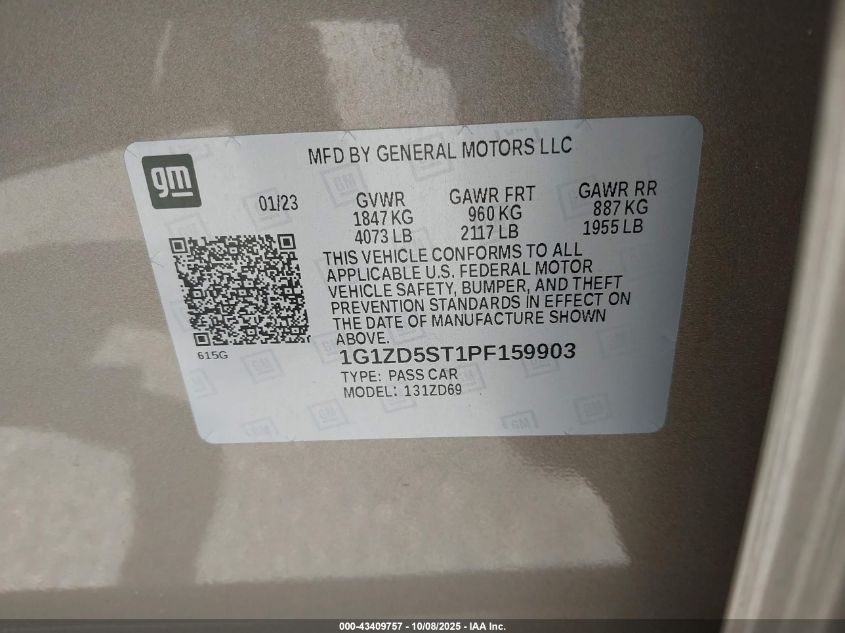 MFD BY GENERAL MOTORS LLC
gm
01/23
GVWR GAWR FRT GAWR RR
1847 KG 960 KG 887 KG
4073 LB 2117 LB 1955 LB
THIS VEHICLE CONFORMS TO ALL
APPLICABLE U.S. FEDERAL MOTOR
VEHICLE SAFETY, BUMPER, AND THEFT
PREVENTION STANDARDS IN EFFECT ON
THE DATE OF MANUFACTURE SHOWN
ABOVE.
615G
1G1ZD5ST1PF159903
TYPE: PASS CAR
MODEL: 131ZD69
000-43409757 - 10/08/2025 - IAA Inc.